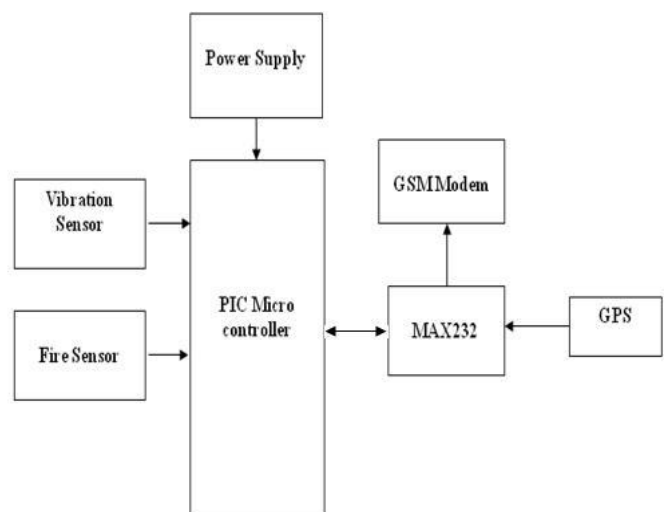 Power Supply
Vibration
Sensor
GSM Modem
PIC Micro
controller
MAX232
GPS
Fire Sensor